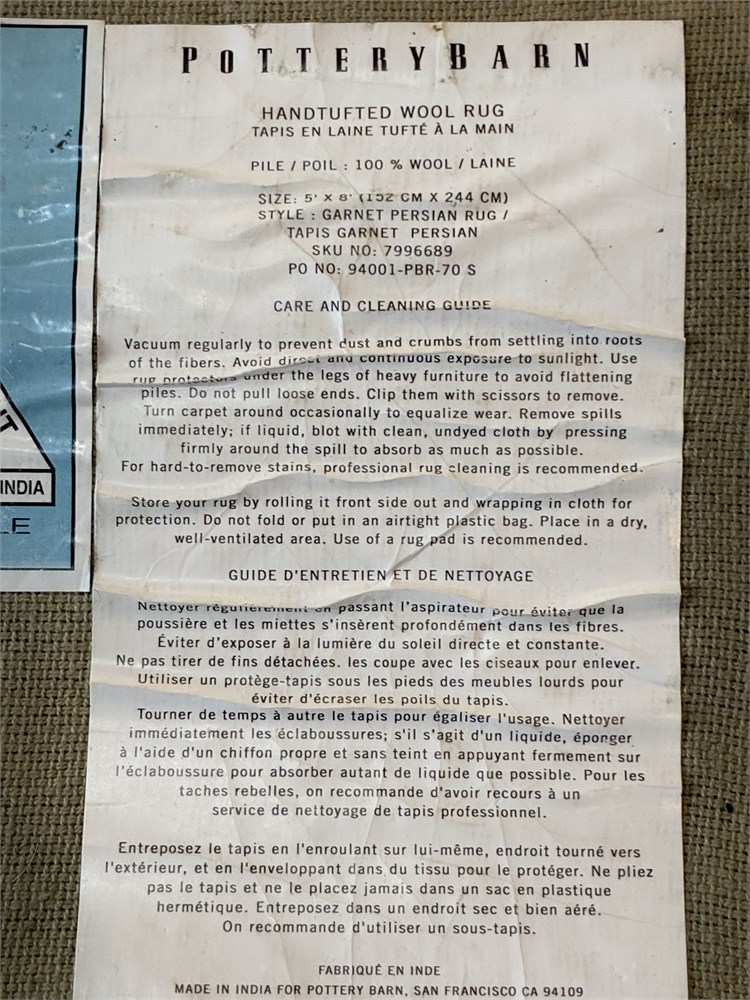 POTTERYBARN
HANDTUFTED WOOL RUG
TAPIS EN LAINE TUFTÉ À LA MAIN
PILE / POIL : 100 % WOOL / LAINE
SIZE: 5' X 8' (152 CM X 244 CM)
STYLE : GARNET PERSIAN RUG /
TAPIS GARNET PERSIAN
SKU NO: 7996689
PO NO: 94001-PBR-70 S
CARE AND CLEANING GUIDE
Vacuum regularly to prevent dust and crumbs from settling into roots
of the fibers. Avoid direct and continuous exposure to sunlight. Use
rug protectors under the legs of heavy furniture to avoid flattening
piles. Do not pull loose ends. Clip them with scissors to remove.
Turn carpet around occasionally to equalize wear. Remove spills
immediately; if liquid, blot with clean, undyed cloth by pressing
firmly around the spill to absorb as much as possible.
For hard-to-remove stains, professional rug cleaning is recommended.
Store your rug by rolling it front side out and wrapping in cloth for
protection. Do not fold or put in an airtight plastic bag. Place in a dry,
well-ventilated area. Use of a rug pad is recommended.
GUIDE D'ENTRETIEN ET DE NETTOYAGE
Nettoyer régulièrement en passant l'aspirateur pour éviter que la
poussière et les miettes s'insèrent profondément dans les fibres.
Éviter d'exposer à la lumière du soleil directe et constante.
Ne pas tirer de fins détachées. les coupe avec les ciseaux pour enlever.
Utiliser un protège-tapis sous les pieds des meubles lourds pour
éviter d'écraser les poils du tapis.
Tourner de temps à autre le tapis pour égaliser l'usage. Nettoyer
immédiatement les éclaboussures; s'il s'agit d'un liquide, éponger
à l'aide d'un chiffon propre et sans teint en appuyant fermement sur
l'éclaboussure pour absorber autant de liquide que possible. Pour les
taches rebelles, on recommande d'avoir recours à un
service de nettoyage de tapis professionnel.
Entreposez le tapis en l'enroulant sur lui-même, endroit tourné vers
l'extérieur, et en l'enveloppant dans du tissu pour le protéger. Ne pliez
pas le tapis et ne le placez jamais dans un sac en plastique
hermétique. Entreposez dans un endroit sec et bien aéré.
On recommande d'utiliser un sous-tapis.
FABRIQUÉ EN INDE
MADE IN INDIA FOR POTTERY BARN, SAN FRANCISCO CA 94109
INDIA